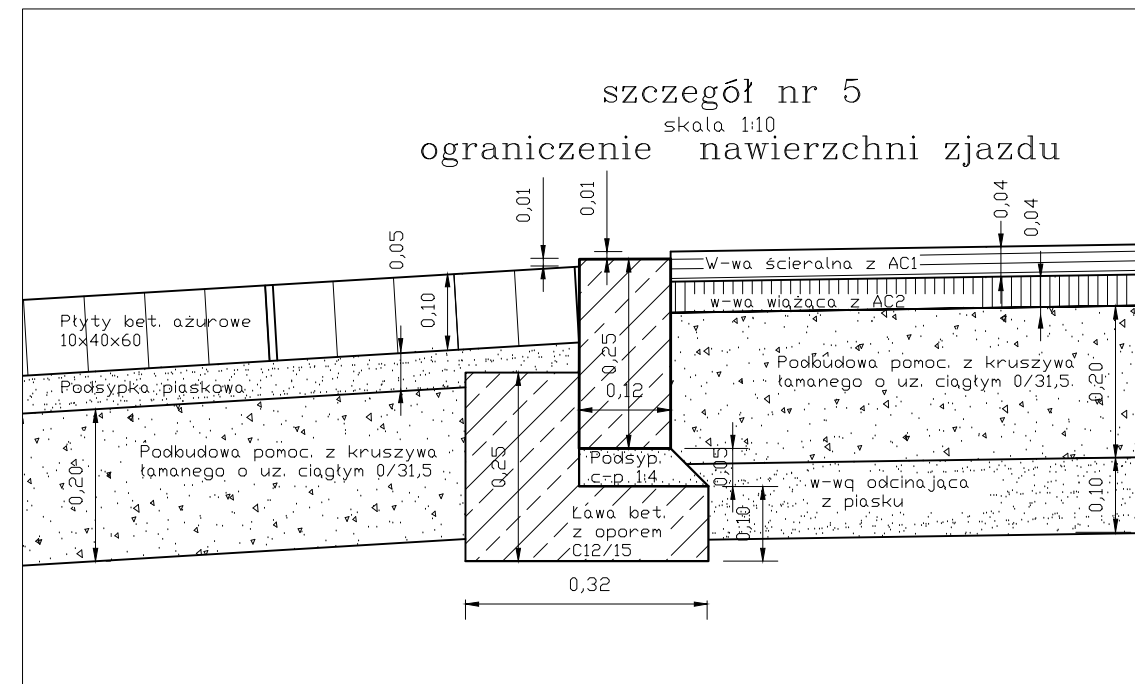 szczegół nr 5
skala 1:10
ograniczenie nawierzchni zjazdu
0,01
0,01
0,04
0,04
0,05
W-wa ścieralna z AC1
w-wa wiążąca z AC2
Płyty bet. ażurowe
10x40x60
0,10
Podsypka piaskowa
0,25
0,12
Podbudowa pomoc. z kruszywa
łamanego o uz. ciągłym 0/31,5
0,20
Podbudowa pomoc. z kruszywa
łamanego o uz. ciągłym 0/31,5
0,20
0,25
Podsyp.
c-p 1:4
0,05
w-wq odcinająca
z piasku
0,10
Ława bet.
z oporem
C12/15
0,10
0,32